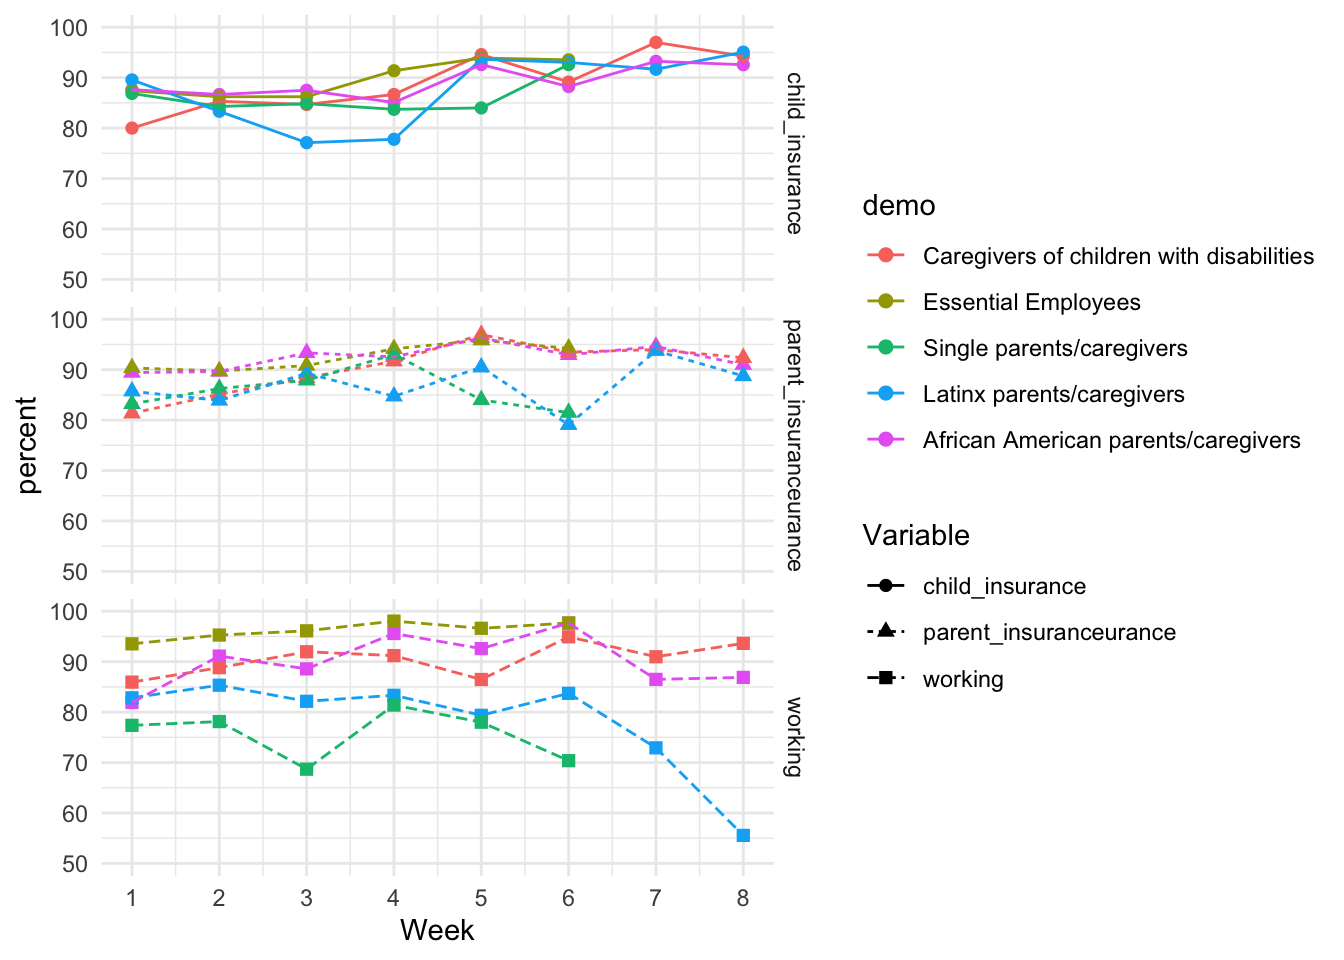 100
90
80
70
60
50
child_insurance
100
90
80
70
60
50
parent_insuranceurance
100
90
80
70
60
50
working
1 2 3 4 5 6 7 8
Week
percent
demo
Caregivers of children with disabilities
Essential Employees
Single parents/caregivers
Latinx parents/caregivers
African American parents/caregivers
Variable
child_insurance
parent_insuranceurance
working